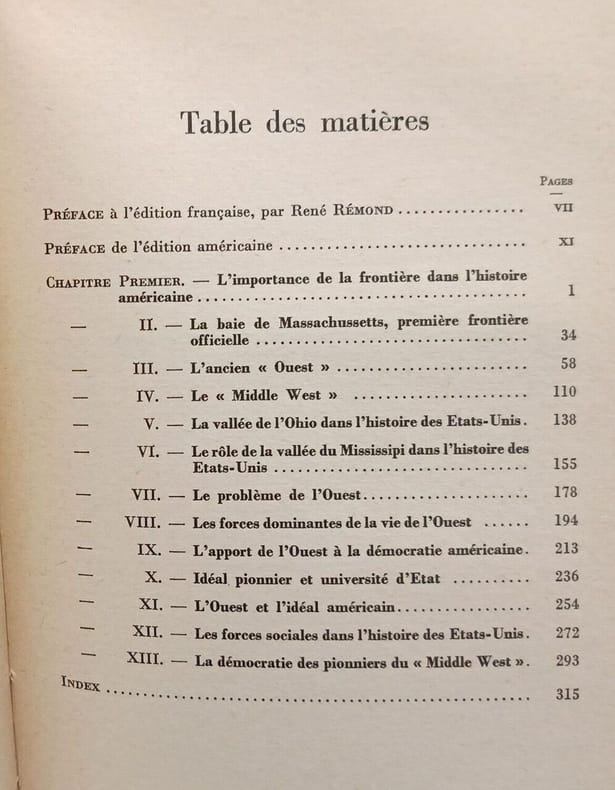 Table des matières
PAGES
PRÉFACE à l'édition française, par René RÉMOND ................ VII
PRÉFACE de l'édition américaine ............................... XI
CHAPITRE PREMIER. — L'importance de la frontière dans l'histoire
américaine .......................................... 1
— II. — La baie de Massachussetts, première frontière
officielle .................................. 34
— III. — L'ancien « Ouest » ........................ 58
— IV. — Le « Middle West » ...................... 110
— V. — La vallée de l'Ohio dans l'histoire des Etats-Unis. 138
— VI. — Le rôle de la vallée du Mississipi dans l'histoire des
Etats-Unis ................................ 155
— VII. — Le problème de l'Ouest..................... 178
— VIII. — Les forces dominantes de la vie de l'Ouest ...... 194
— IX. — L'apport de l'Ouest à la démocratie américaine. 213
— X. — Idéal pionnier et université d'Etat .......... 236
— XI. — L'Ouest et l'idéal américain................. 254
— XII. — Les forces sociales dans l'histoire des Etats-Unis. 272
— XIII. — La démocratie des pionniers du « Middle West ». 293
INDEX ...................................................... 315